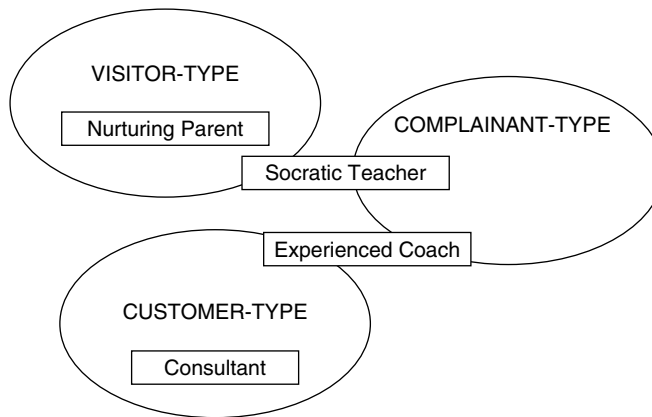 VISITOR-TYPE
Nurturing Parent
COMPLAINANT-TYPE
Socratic Teacher
Experienced Coach
CUSTOMER-TYPE
Consultant